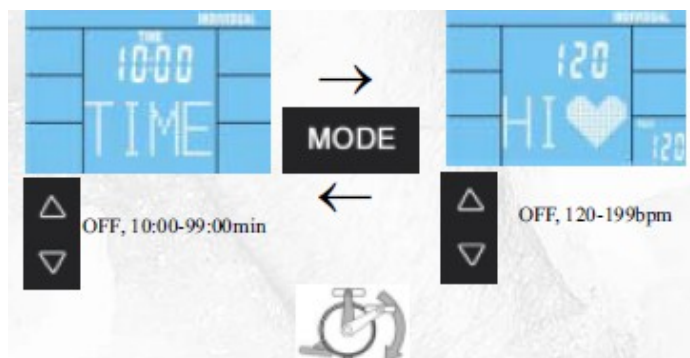 INDIVIDUAL
TIME
10:00
TIME
OFF, 10:00-99:00min
→
MODE
←
INDIVIDUAL
120
HI
120
OFF, 120-199bpm